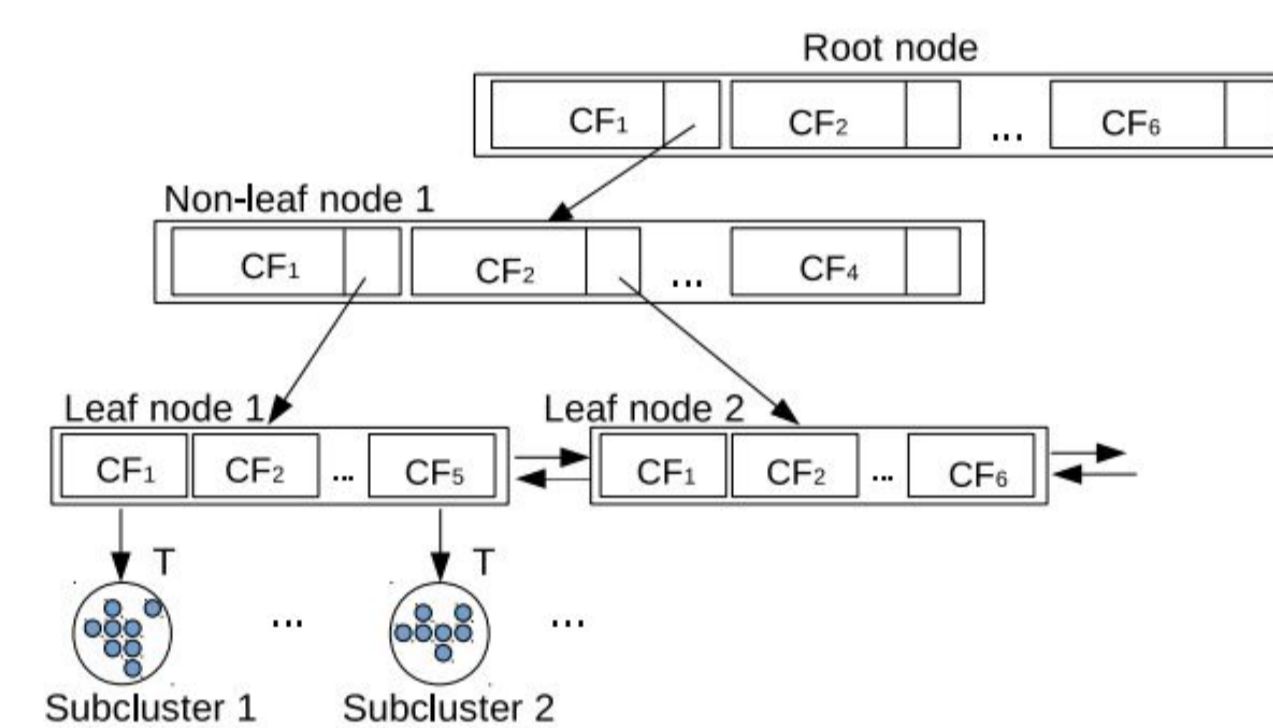 Root node
CF₁ CF₂ ... CF₆
Non-leaf node 1
CF₁ CF₂ ... CF₄
Leaf node 1 Leaf node 2
CF₁ CF₂ ... CF₅ CF₁ CF₂ ... CF₆
T T
... ...
Subcluster 1 Subcluster 2